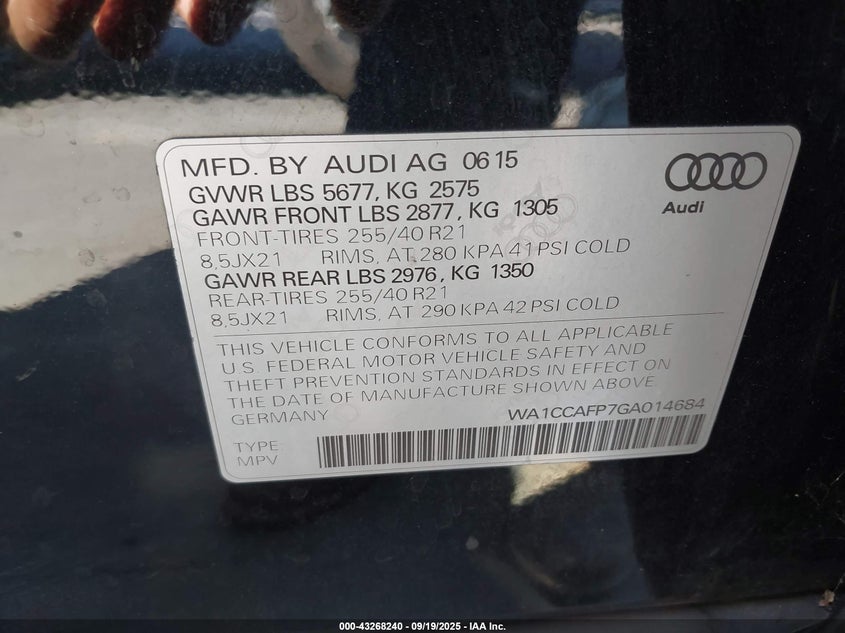 MFD. BY AUDI AG 06 15
GVWR LBS 5677, KG 2575
GAWR FRONT LBS 2877, KG 1305
FRONT-TIRES 255/40 R21
8,5JX21 RIMS, AT 280 KPA 41 PSI COLD
GAWR REAR LBS 2976, KG 1350
REAR-TIRES 255/40 R21
8,5JX21 RIMS, AT 290 KPA 42 PSI COLD
Audi
THIS VEHICLE CONFORMS TO ALL APPLICABLE
U.S. FEDERAL MOTOR VEHICLE SAFETY AND
THEFT PREVENTION STANDARDS IN EFFECT ON
THE DATE OF MANUFACTURE SHOWN ABOVE
GERMANY
WA1CCAFP7GA014684
TYPE
MPV
000-43268240 - 09/19/2025 - IAA Inc.